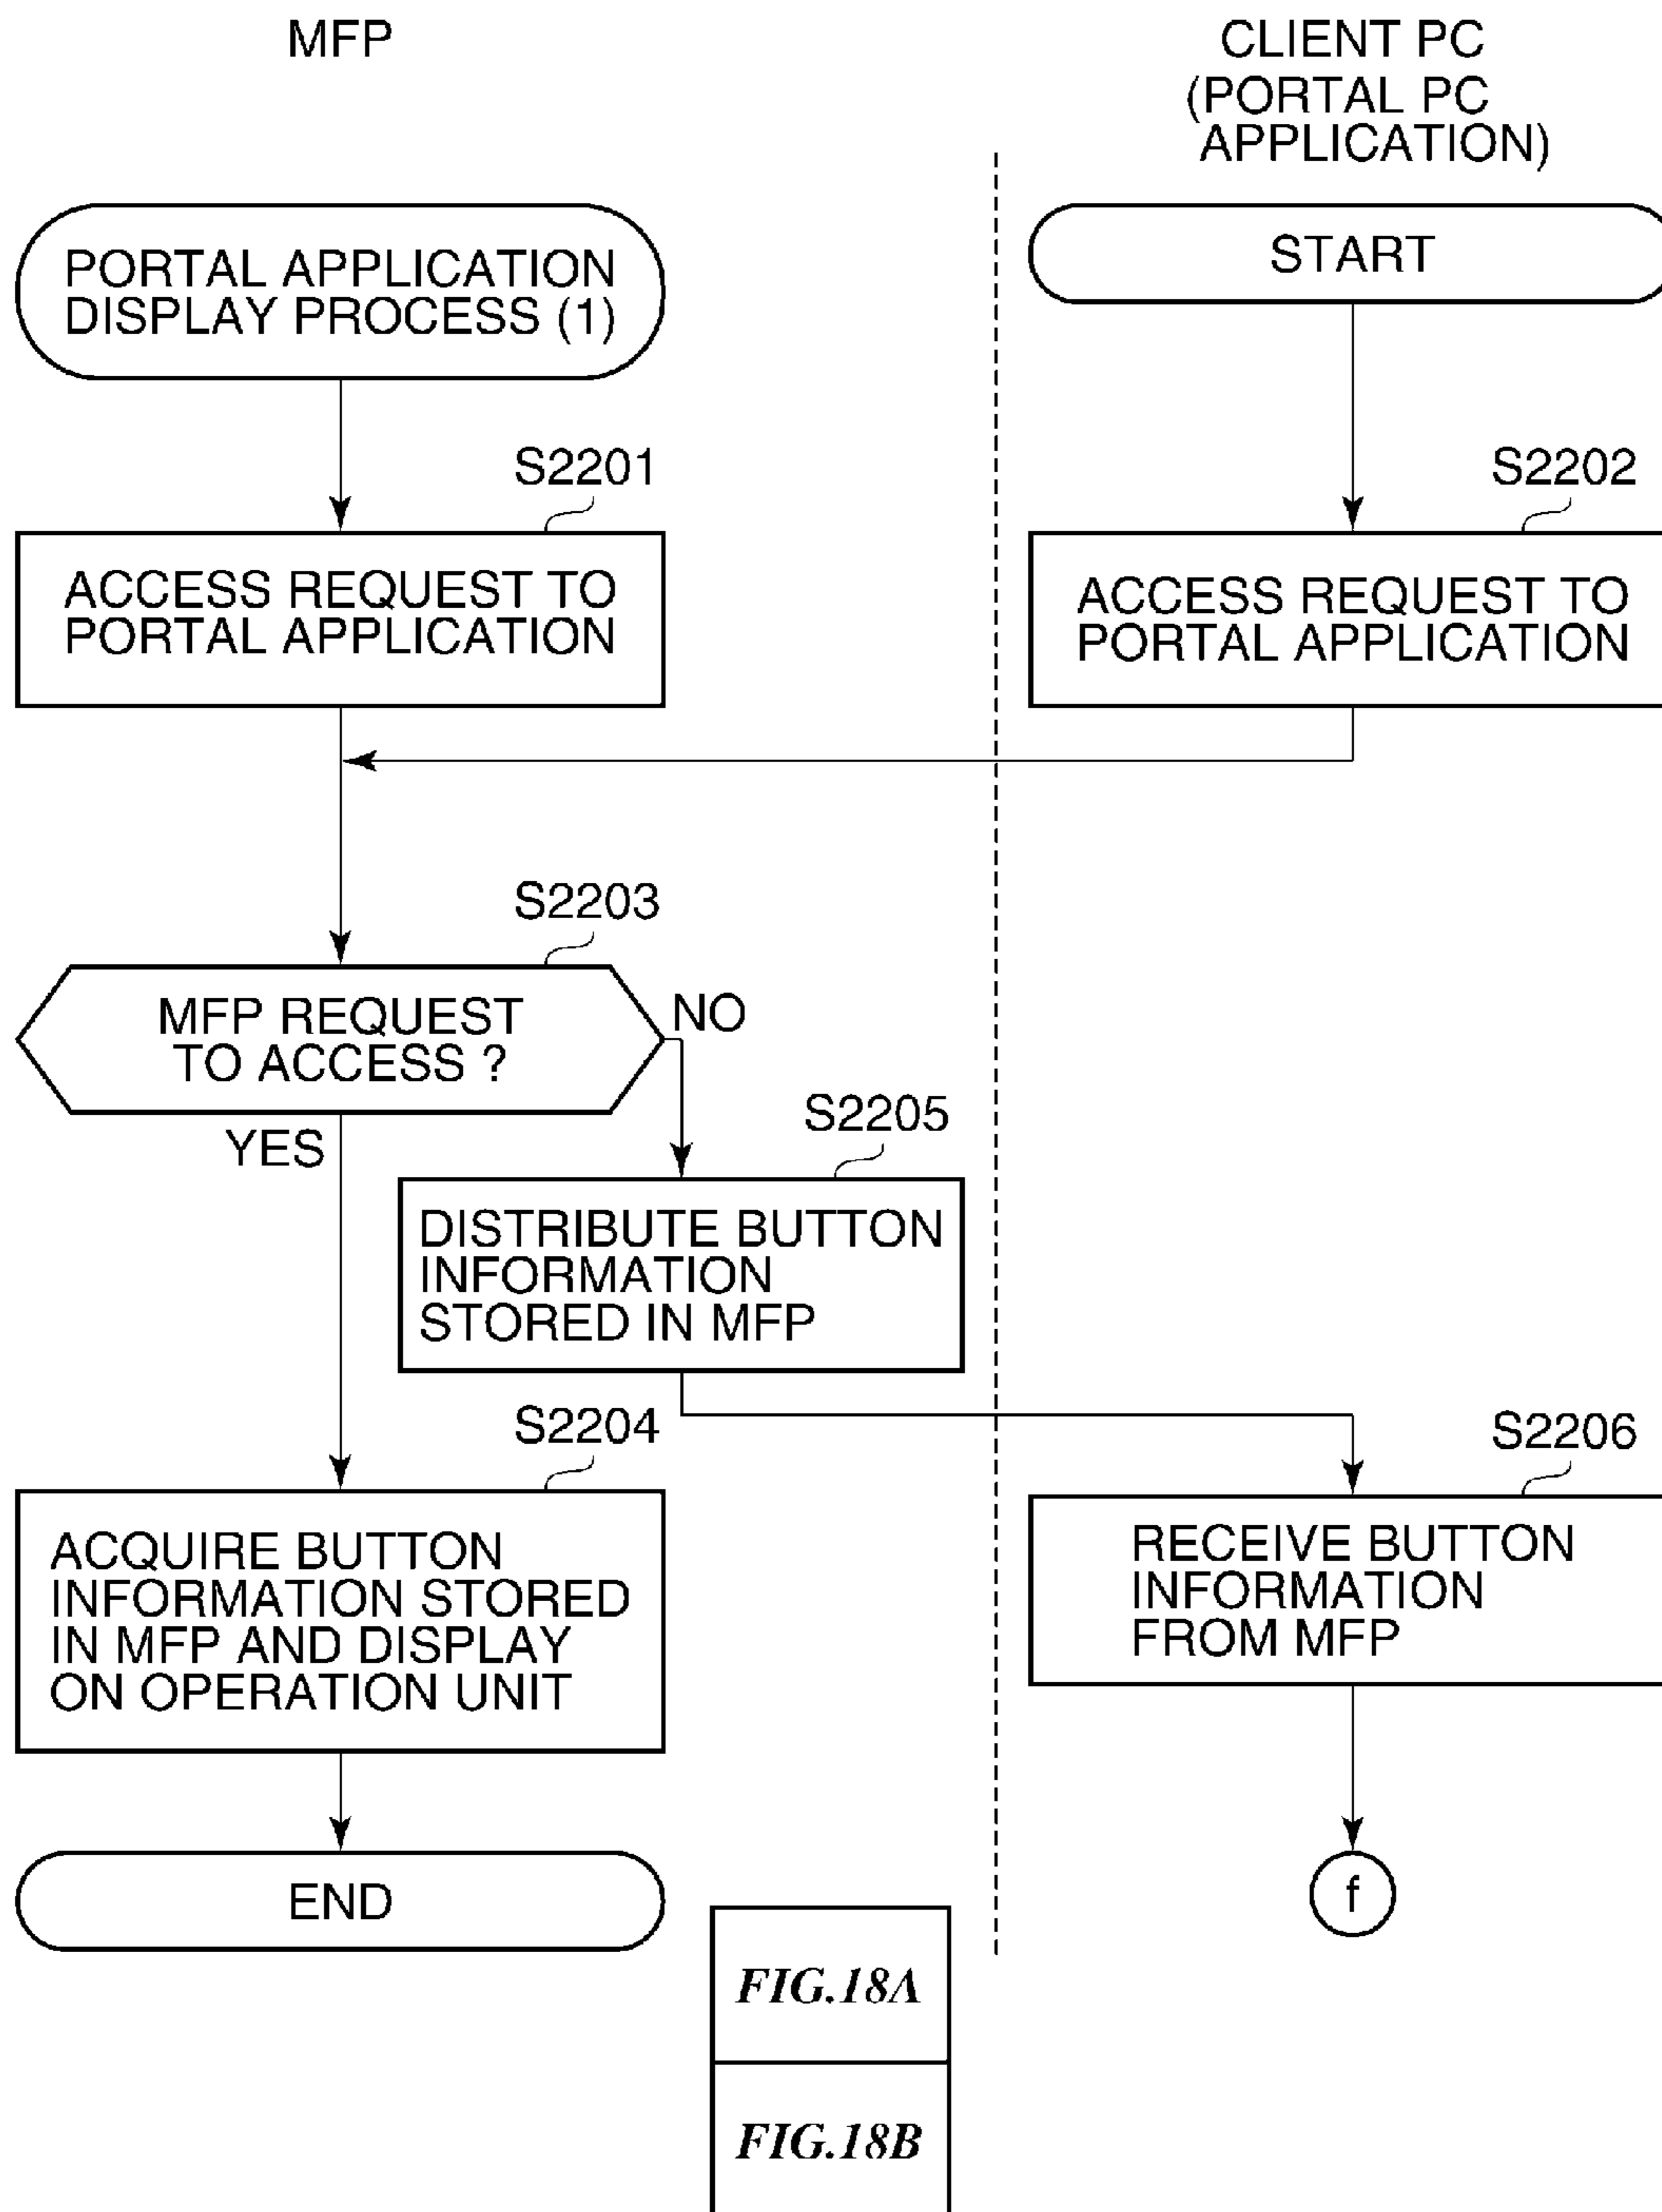 MFP
CLIENT PC
(PORTAL PC
APPLICATION)
PORTAL APPLICATION
DISPLAY PROCESS (1)
START
S2201
ACCESS REQUEST TO
PORTAL APPLICATION
S2202
ACCESS REQUEST TO
PORTAL APPLICATION
S2203
MFP REQUEST
TO ACCESS ?
NO
YES
S2205
DISTRIBUTE BUTTON
INFORMATION
STORED IN MFP
S2204
ACQUIRE BUTTON
INFORMATION STORED
IN MFP AND DISPLAY
ON OPERATION UNIT
S2206
RECEIVE BUTTON
INFORMATION
FROM MFP
END
f
FIG.18A
FIG.18B